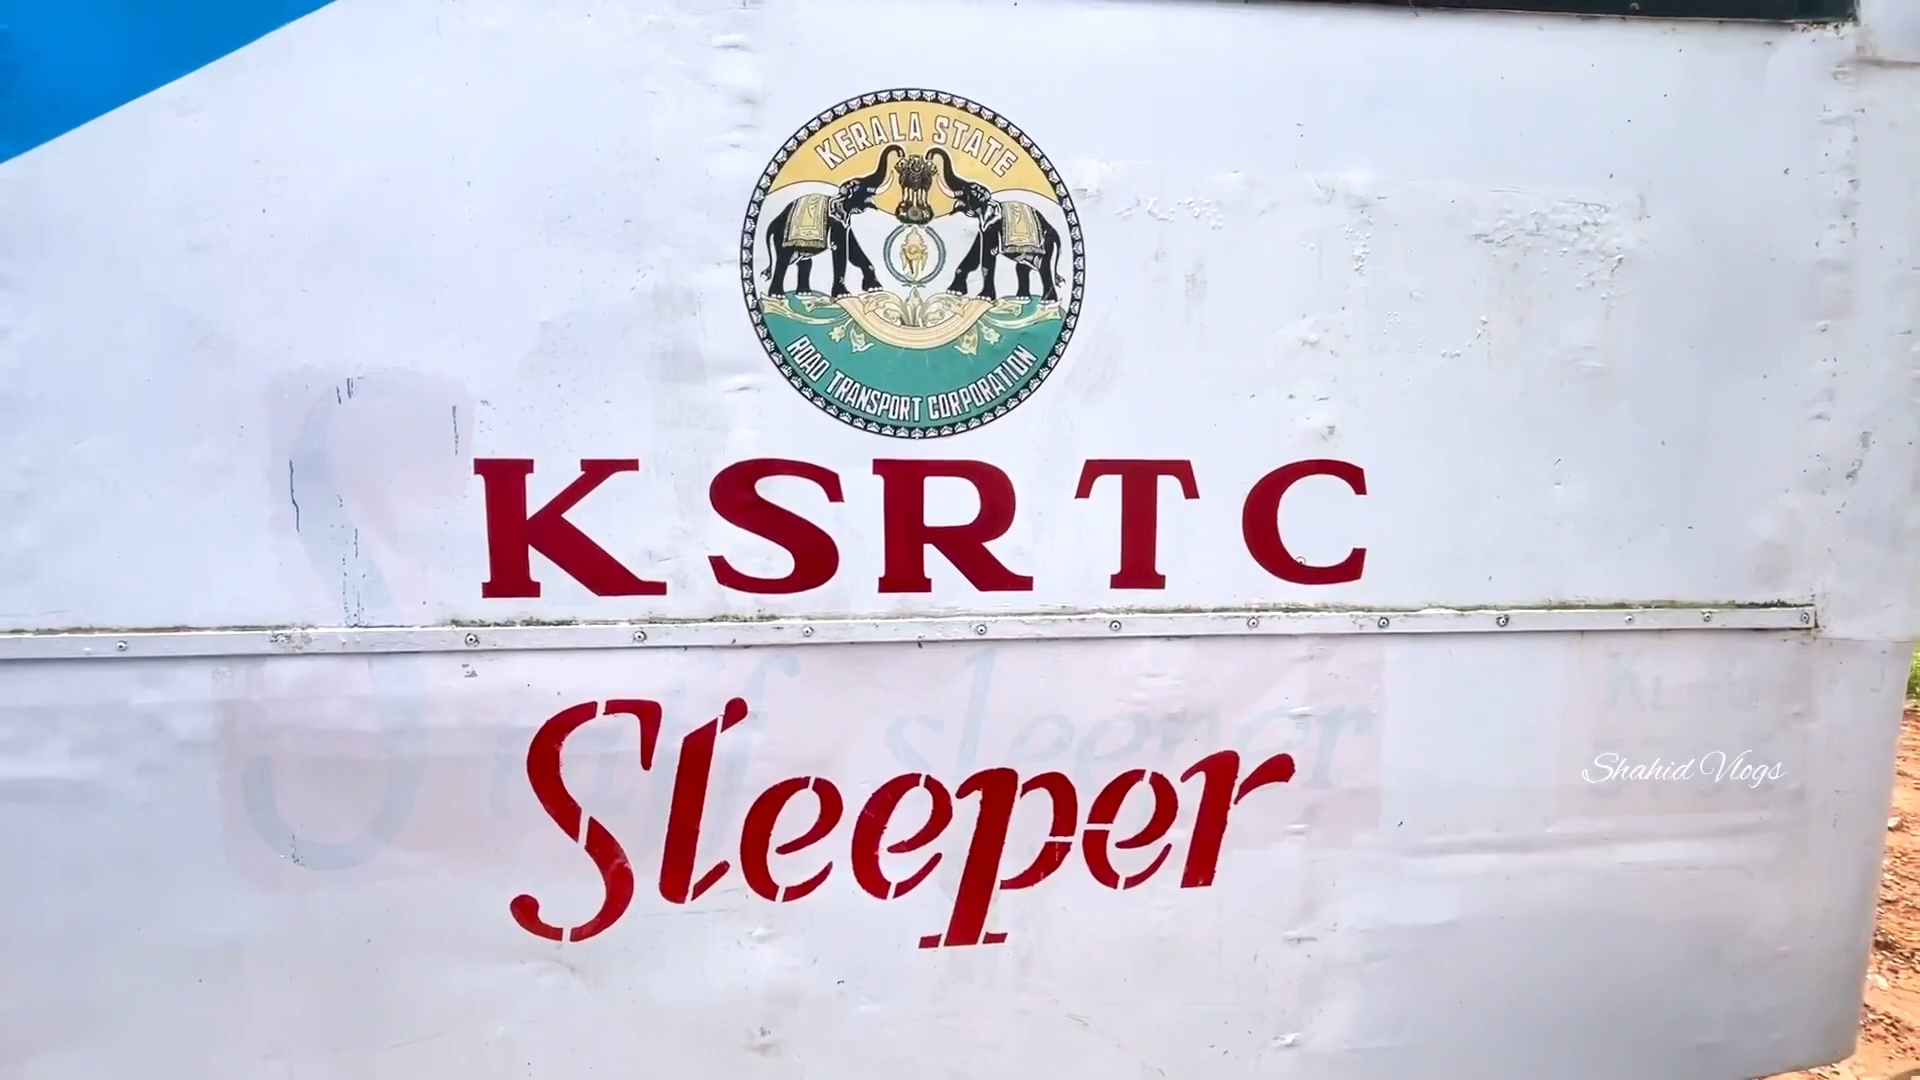 KERALA STATE
ROAD TRANSPORT CORPORATION
KSRTC
Sleeper
Shahid Vlogs